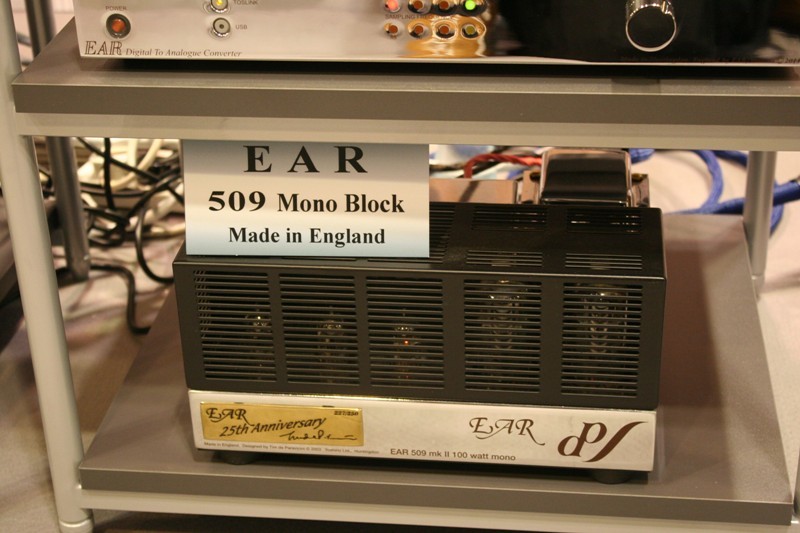 POWER
TOSLINK
USB
EAR Digital To Analogue Converter
EAR
509 Mono Block
Made in England
EAR
25th Anniversary
EAR
EAR 509 mk II 100 watt mono